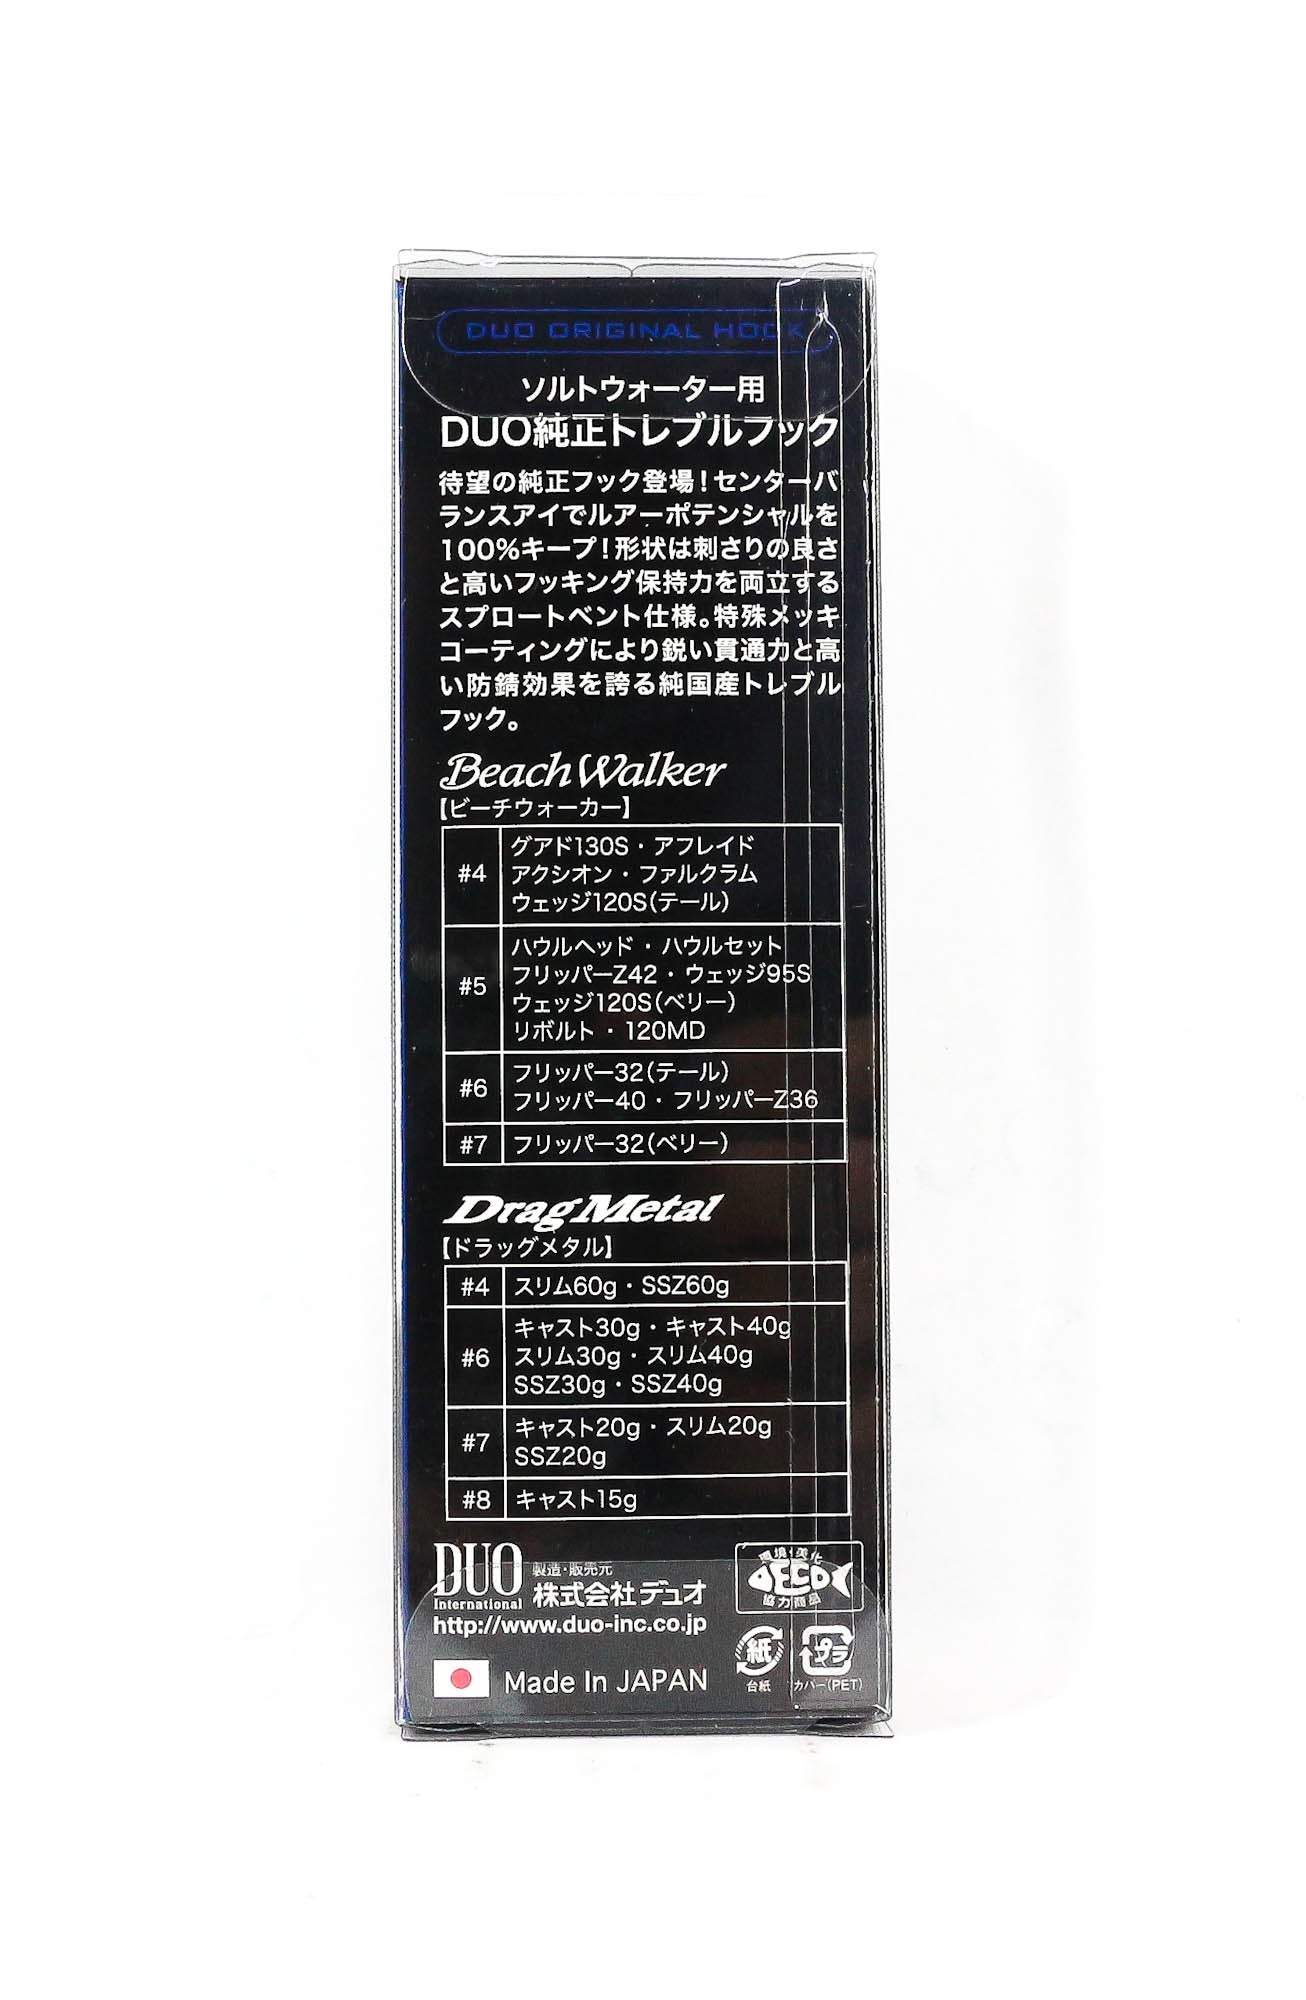 DUO ORIGINAL HOOK
ソルトウォーター用
DUO純正トレブルフック
待望の純正フック登場！センターバ
ランスアイでルアーポテンシャルを
100%キープ！形状は刺さりの良さ
と高いフッキング保持力を両立する
スプロートベント仕様。特殊メッキ
コーティングにより鋭い貫通力と高
い防錆効果を誇る純国産トレブル
フック。
Beach Walker
【ビーチウォーカー】
#4
グアド130S・アフレイド
アクシオン・ファルクラム
ウェッジ120S(テール)
#5
ハウルヘッド・ハウルセット
フリッパーZ42・ウェッジ95S
ウェッジ120S(ベリー)
リボルト・120MD
#6
フリッパー32(テール)
フリッパー40・フリッパーZ36
#7
フリッパー32(ベリー)
DragMetal
【ドラッグメタル】
#4
スリム60g・SSZ60g
#6
キャスト30g・キャスト40g
スリム30g・スリム40g
SSZ30g・SSZ40g
#7
キャスト20g・スリム20g
SSZ20g
#8
キャスト15g
DUO
International
製造・販売元
株式会社デュオ
http://www.duo-inc.co.jp
Made In JAPAN
環境・美化
ECO
協力商品
紙
台紙
プラ
カバー(PET)